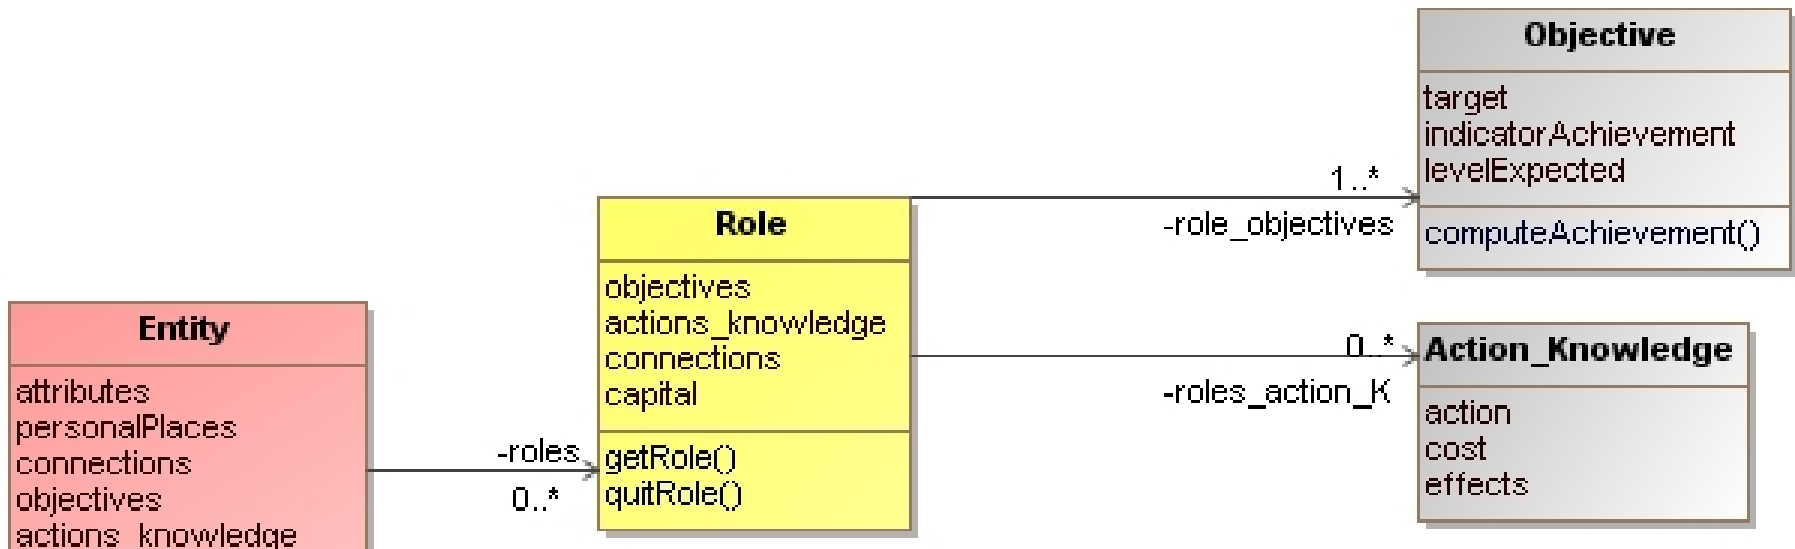 Objective
target
indicatorAchievement
levelExpected
computeAchievement()
1..*
-role_objectives
Role
objectives
actions_knowledge
connections
capital
getRole()
quitRole()
0..*
-roles_action_K
Action_Knowledge
action
cost
effects
Entity
attributes
personalPlaces
connections
objectives
actions_knowledge
-roles
0..*